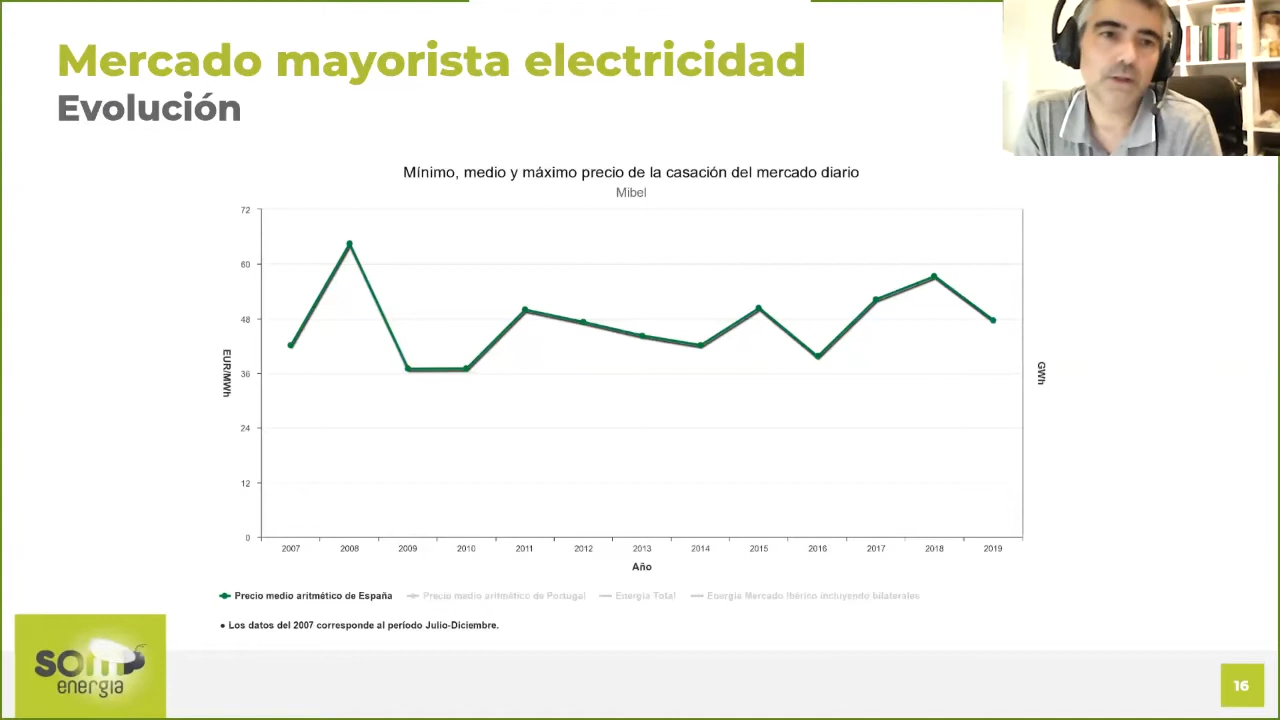 Mercado mayorista electricidad
Evolución
Mínimo, medio y máximo precio de la casación del mercado diario
Mibel
72
60
48
36
24
12
0
EUR/MWh
GWh
2007 2008 2009 2010 2011 2012 2013 2014 2015 2016 2017 2018 2019
Año
Precio medio aritmético de España Precio medio aritmético de Portugal Energía Total Energía Mercado Ibérico incluyendo bilaterales
• Los datos del 2007 corresponde al período Julio-Diciembre.
som
energia
16